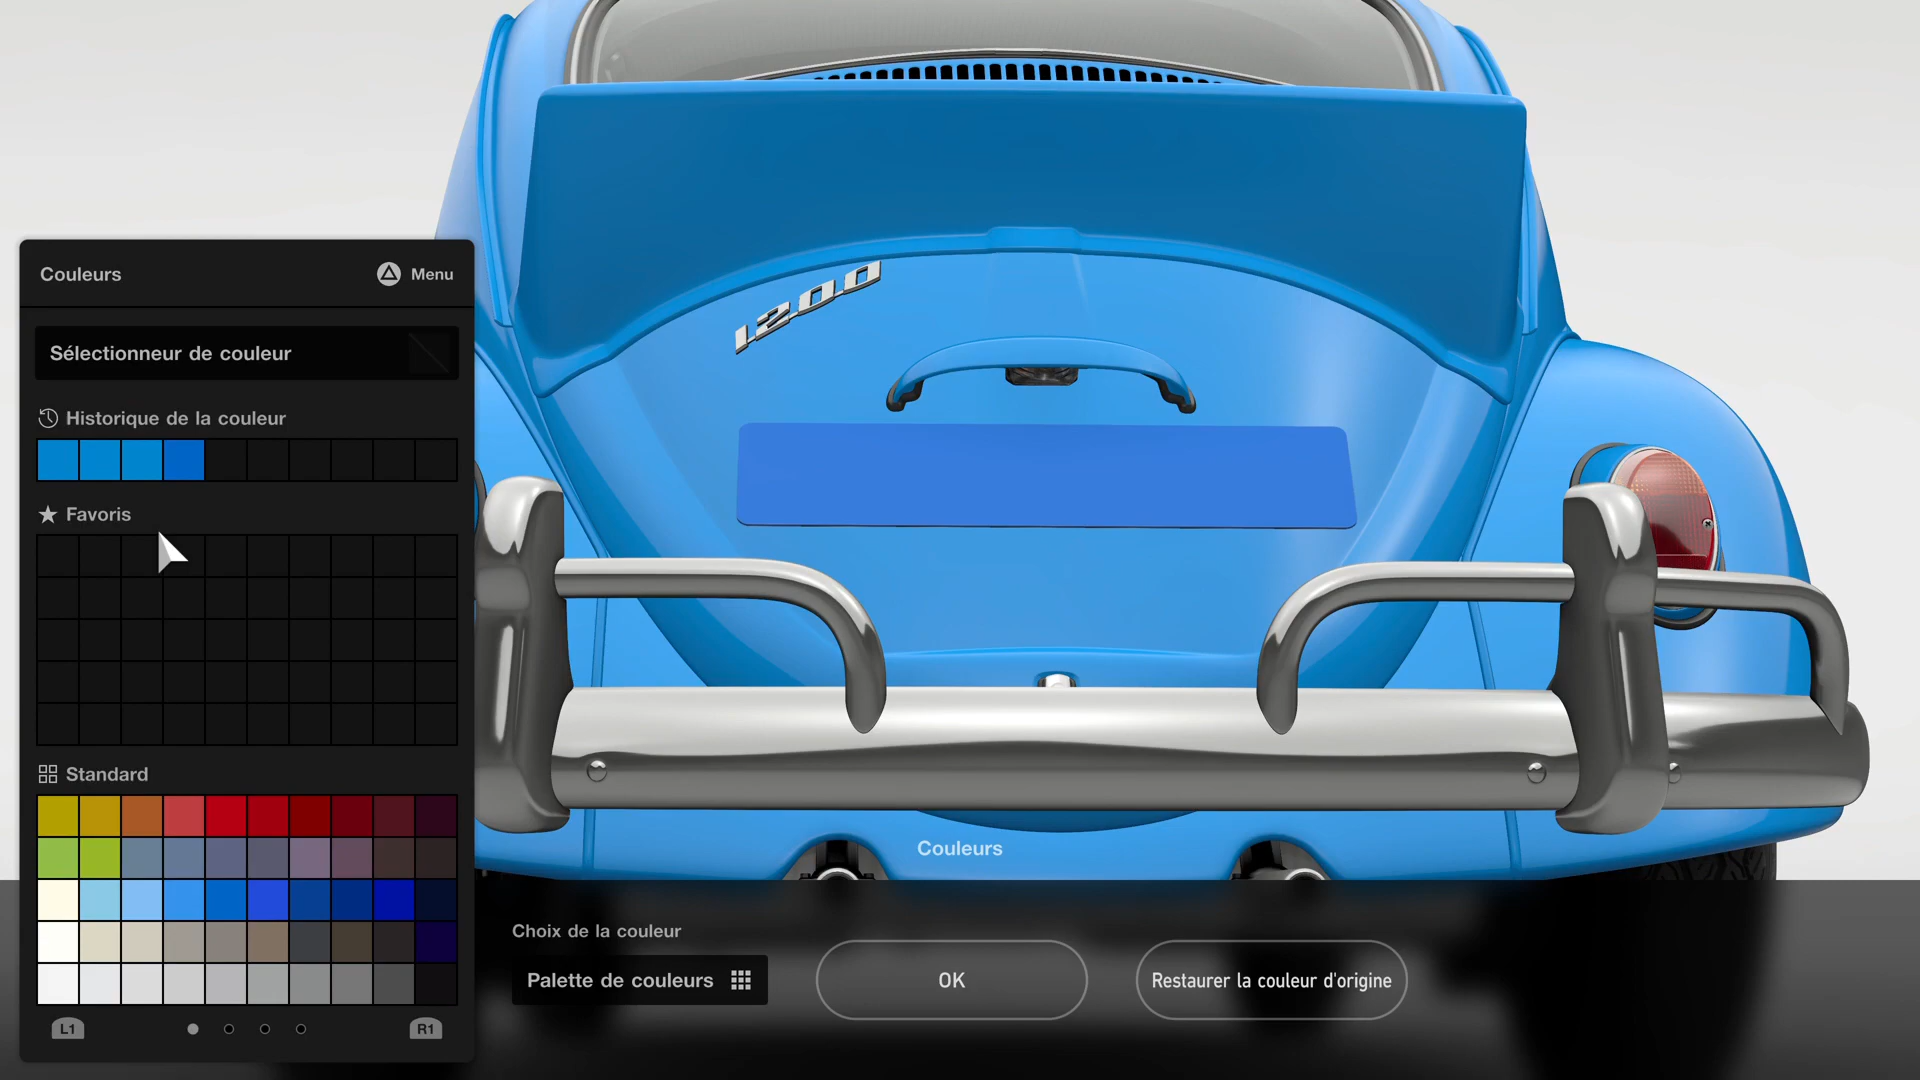 Couleurs
Menu
Sélectionneur de couleur
Historique de la couleur
Favoris
Standard
L1
R1
1200
Couleurs
Choix de la couleur
Palette de couleurs
OK
Restaurer la couleur d'origine